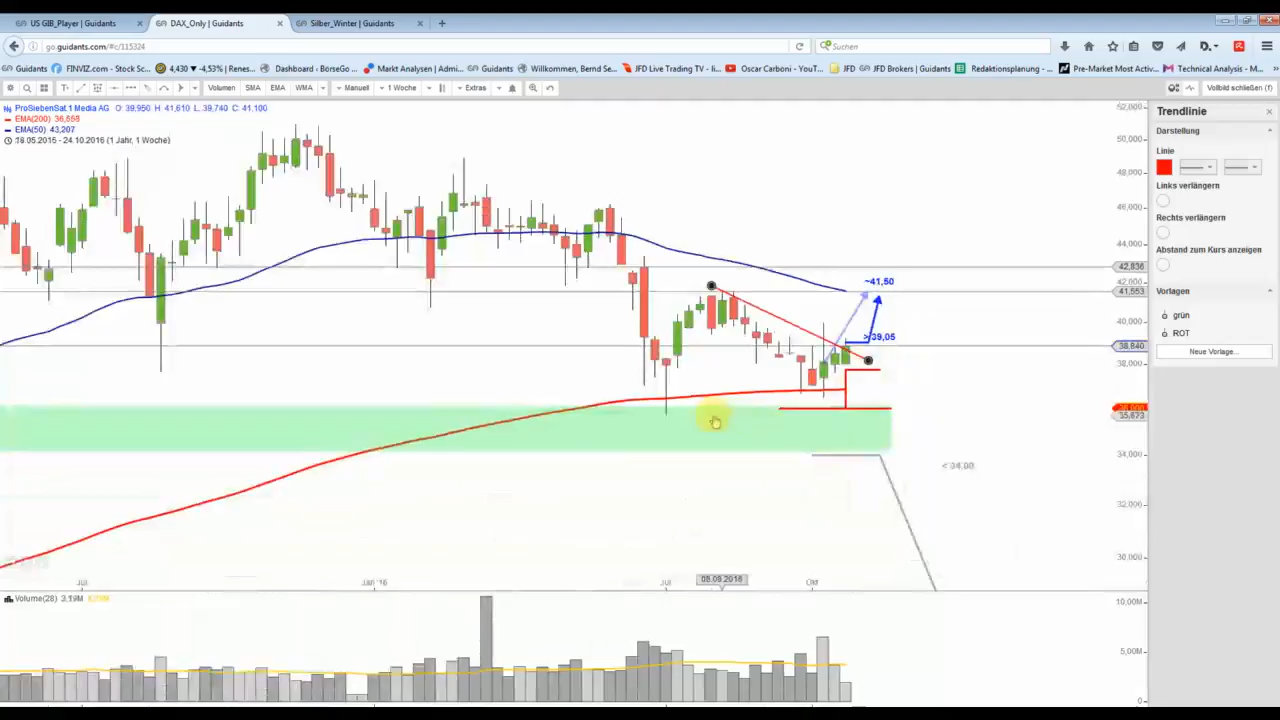 US GIB_Player | Guidants
DAX_Only | Guidants
Silber_Winter | Guidants
go.guidants.com/#c/115324
Suchen
Guidants
FINVIZ.com - Stock Sc...
4,430 -4,53% | Renes...
Dashboard - BörseGo ...
Markt Analysen | Admi...
Guidants
Willkommen, Bernd Se...
JFD Live Trading TV - li...
Oscar Carboni - YouT...
JFD
JFD Brokers | Guidants
Redaktionsplanung - ...
Pre-Market Most Activ...
Technical Analysis - M...
Volumen SMA EMA WMA Manuell 1 Woche Extras
Vollbild schließen (f)
ProSiebenSat.1 Media AG O: 39,950 H: 41,610 L: 39,740 C: 41,100
EMA(200) 36,658
EMA(50) 43,207
18.05.2015 - 24.10.2016 (1 Jahr, 1 Woche)
52,000
50,000
48,000
46,000
44,000
42,836
41,553
40,000
38,840
38,000
35,673
34,000
32,000
30,000
~41,50
> 39,05
< 34,00
Jul
Jan '16
Jul
08.08.2016
Okt
Volume(28) 3,19M
10,00M
5,00M
0
Trendlinie
Darstellung
Linie
Links verlängern
Rechts verlängern
Abstand zum Kurs anzeigen
Vorlagen
grün
ROT
Neue Vorlage...